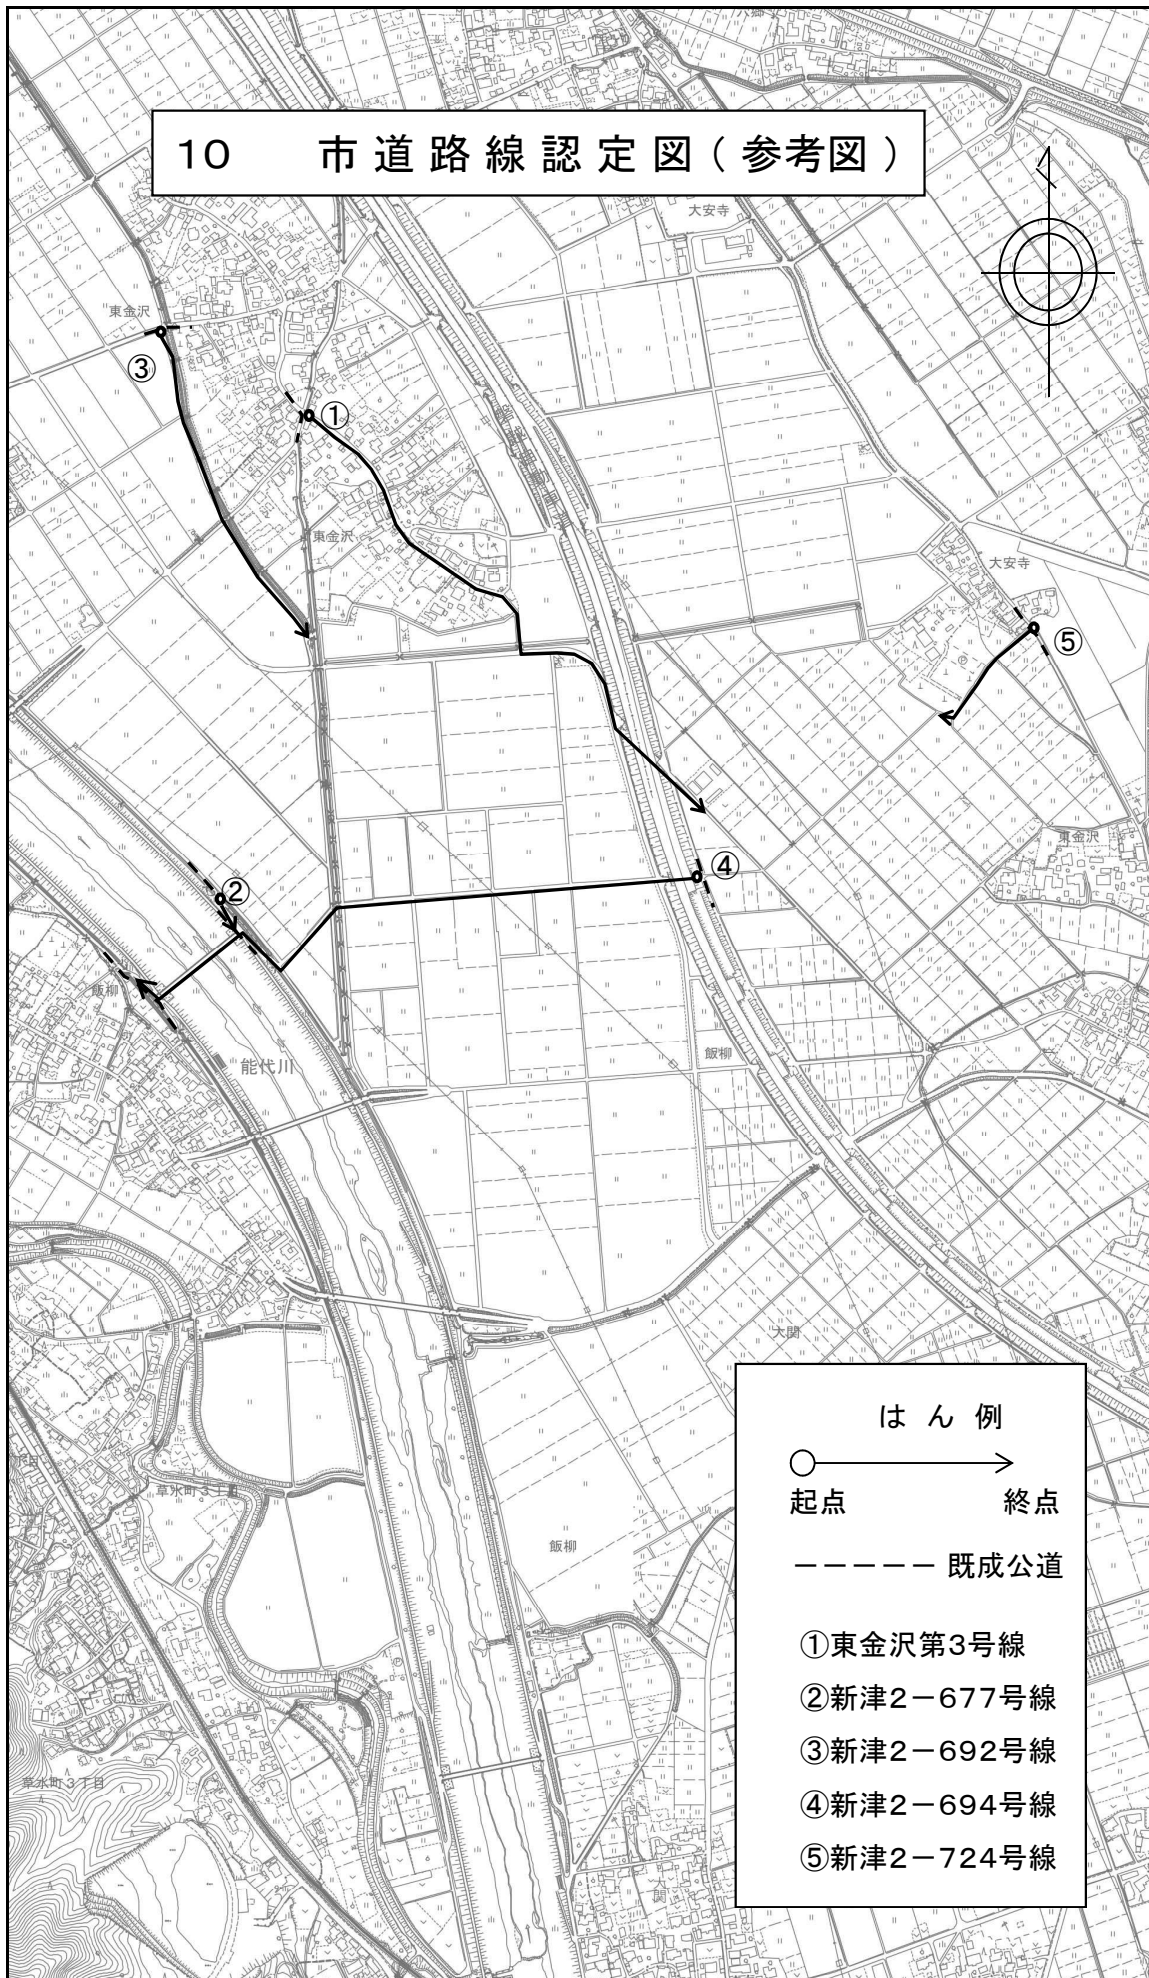 10　市道路線認定図（参考図）
六郷
大安寺
東金沢
③
①
東金沢
大安寺
⑤
東金沢
④
②
飯柳
能代川
飯柳
大関
草水町３丁目
飯柳
草水町３丁目
大関
はん例
起点　終点
－－－－－ 既成公道
①東金沢第3号線
②新津2－677号線
③新津2－692号線
④新津2－694号線
⑤新津2－724号線